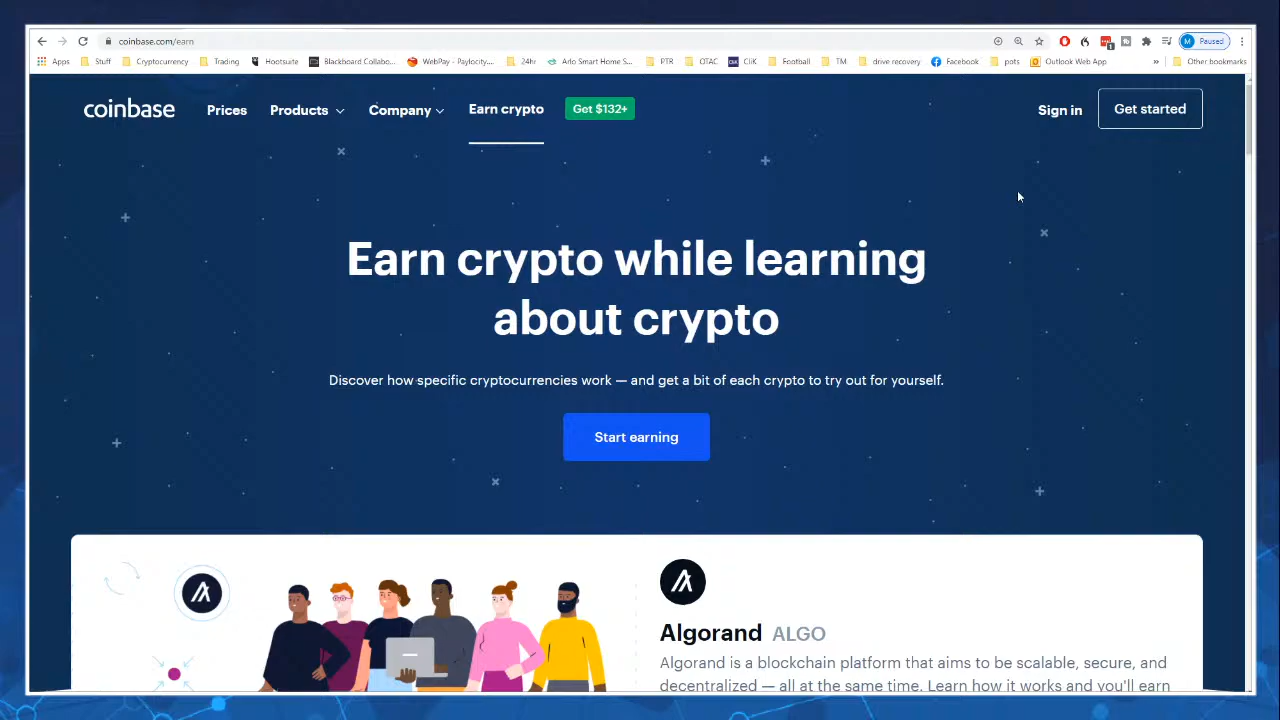 coinbase.com/earn
M Paused
Apps Stuff Cryptocurrency Trading Hootsuite Blackboard Collabo... WebPay - Paylocity.... 24hr Arlo Smart Home S... PTR OTAC CliK Football TM drive recovery Facebook pots Outlook Web App » Other bookmarks
coinbase Prices Products Company Earn crypto Get $132+ Sign in Get started
Earn crypto while learning
about crypto
Discover how specific cryptocurrencies work — and get a bit of each crypto to try out for yourself.
Start earning
Algorand ALGO
Algorand is a blockchain platform that aims to be scalable, secure, and
decentralized — all at the same time. Learn how it works and you'll earn